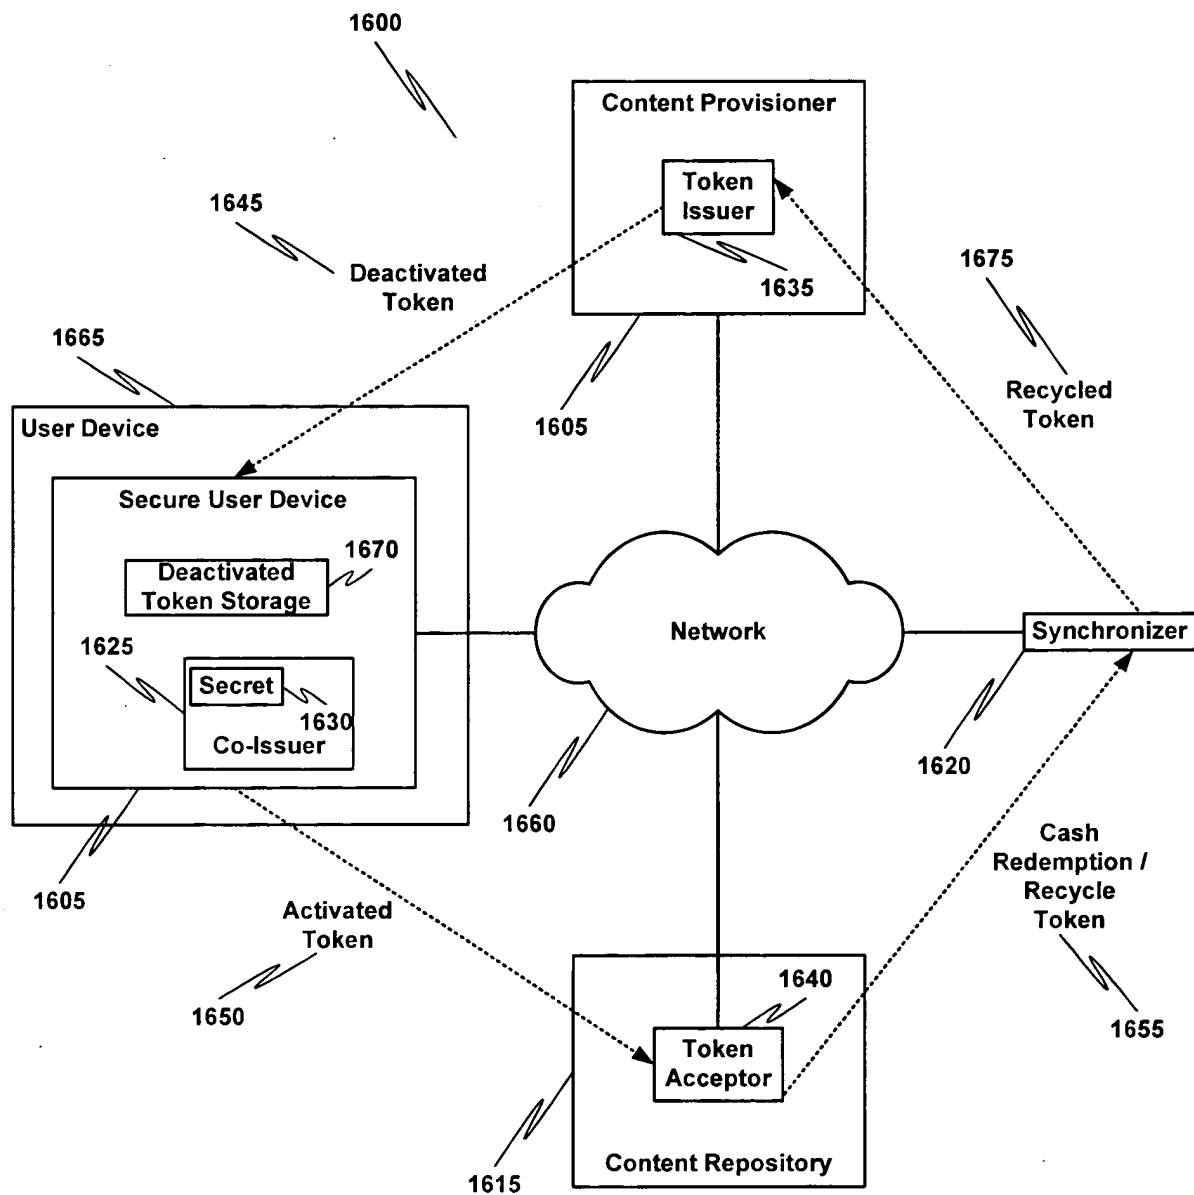 1600
Content Provisioner
Token
Issuer
1635
1645
Deactivated
Token
1675
Recycled
Token
1665
1605
User Device
Secure User Device
1670
Deactivated
Token Storage
1625
Secret
1630
Co-Issuer
Network
Synchronizer
1620
1660
1605
Activated
Token
1650
Cash
Redemption /
Recycle
Token
1655
1640
Token
Acceptor
Content Repository
1615